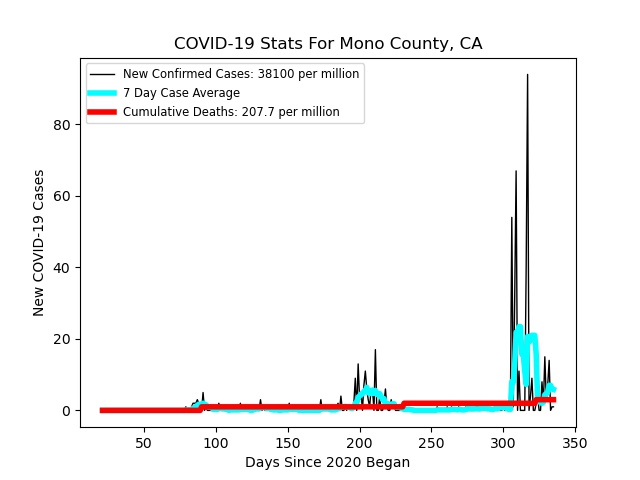 COVID-19 Stats For Mono County, CA
New Confirmed Cases: 38100 per million
7 Day Case Average
Cumulative Deaths: 207.7 per million
New COVID-19 Cases
80
60
40
20
0
50 100 150 200 250 300 350
Days Since 2020 Began